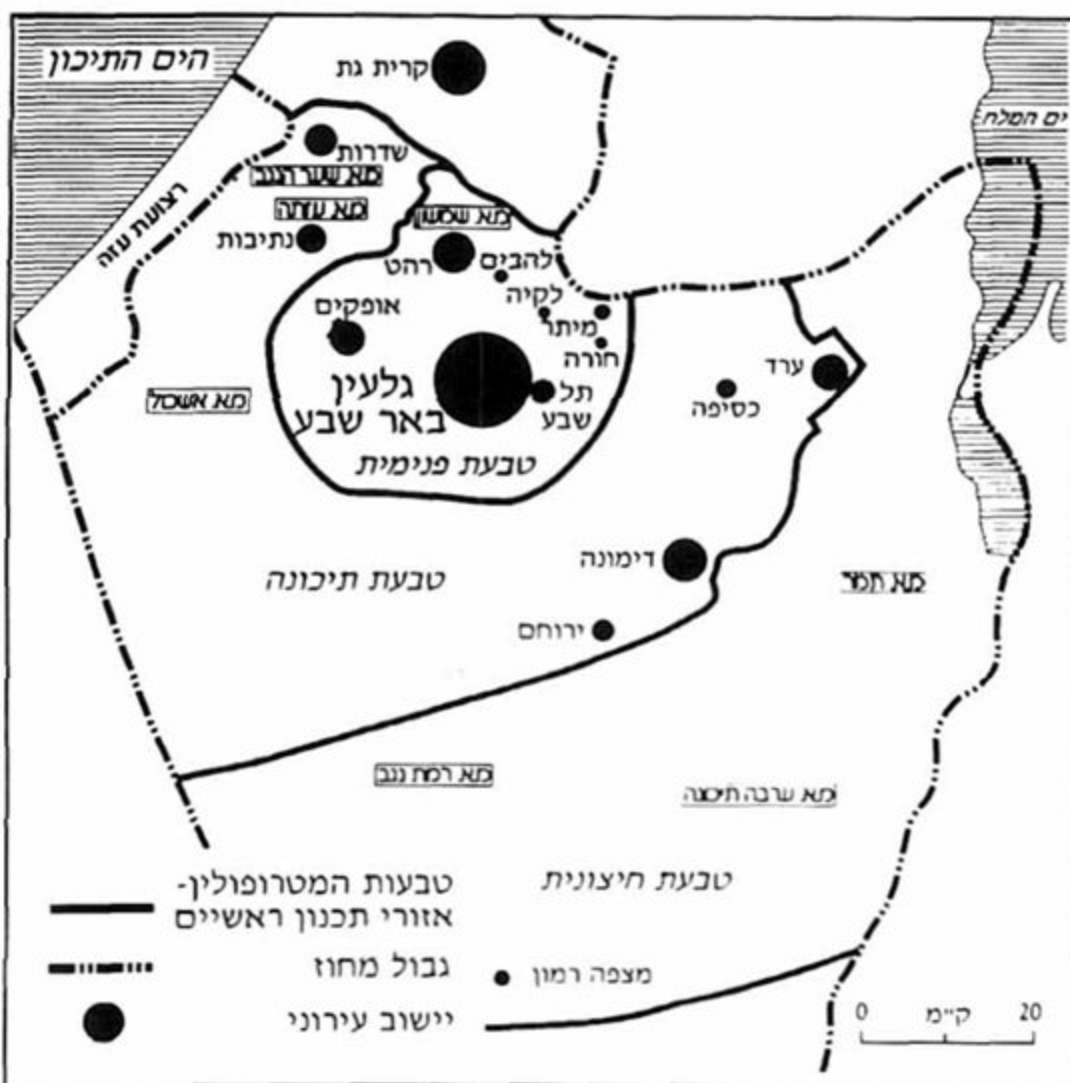 הים התיכון
קרית גת
ים המלח
שדרות
מ.א. שער הנגב
רצועת עזה
מ.א. עזתה
מ.א. שמשון
נתיבות
רהט
להבים
לקיה
אופקים
מיתר
חורה
ערד
גלעין
באר שבע
תל
שבע
כסיפה
מ.א. אשכול
טבעת פנימית
דימונה
טבעת תיכונה
מ.א. תמר
ירוחם
מ.א. רמת נגב
מ.א. ערבה תיכונה
טבעת חיצונית
טבעות המטרופולין-
אזורי תכנון ראשיים
גבול מחוז
מצפה רמון
יישוב עירוני
0 ק"מ 20